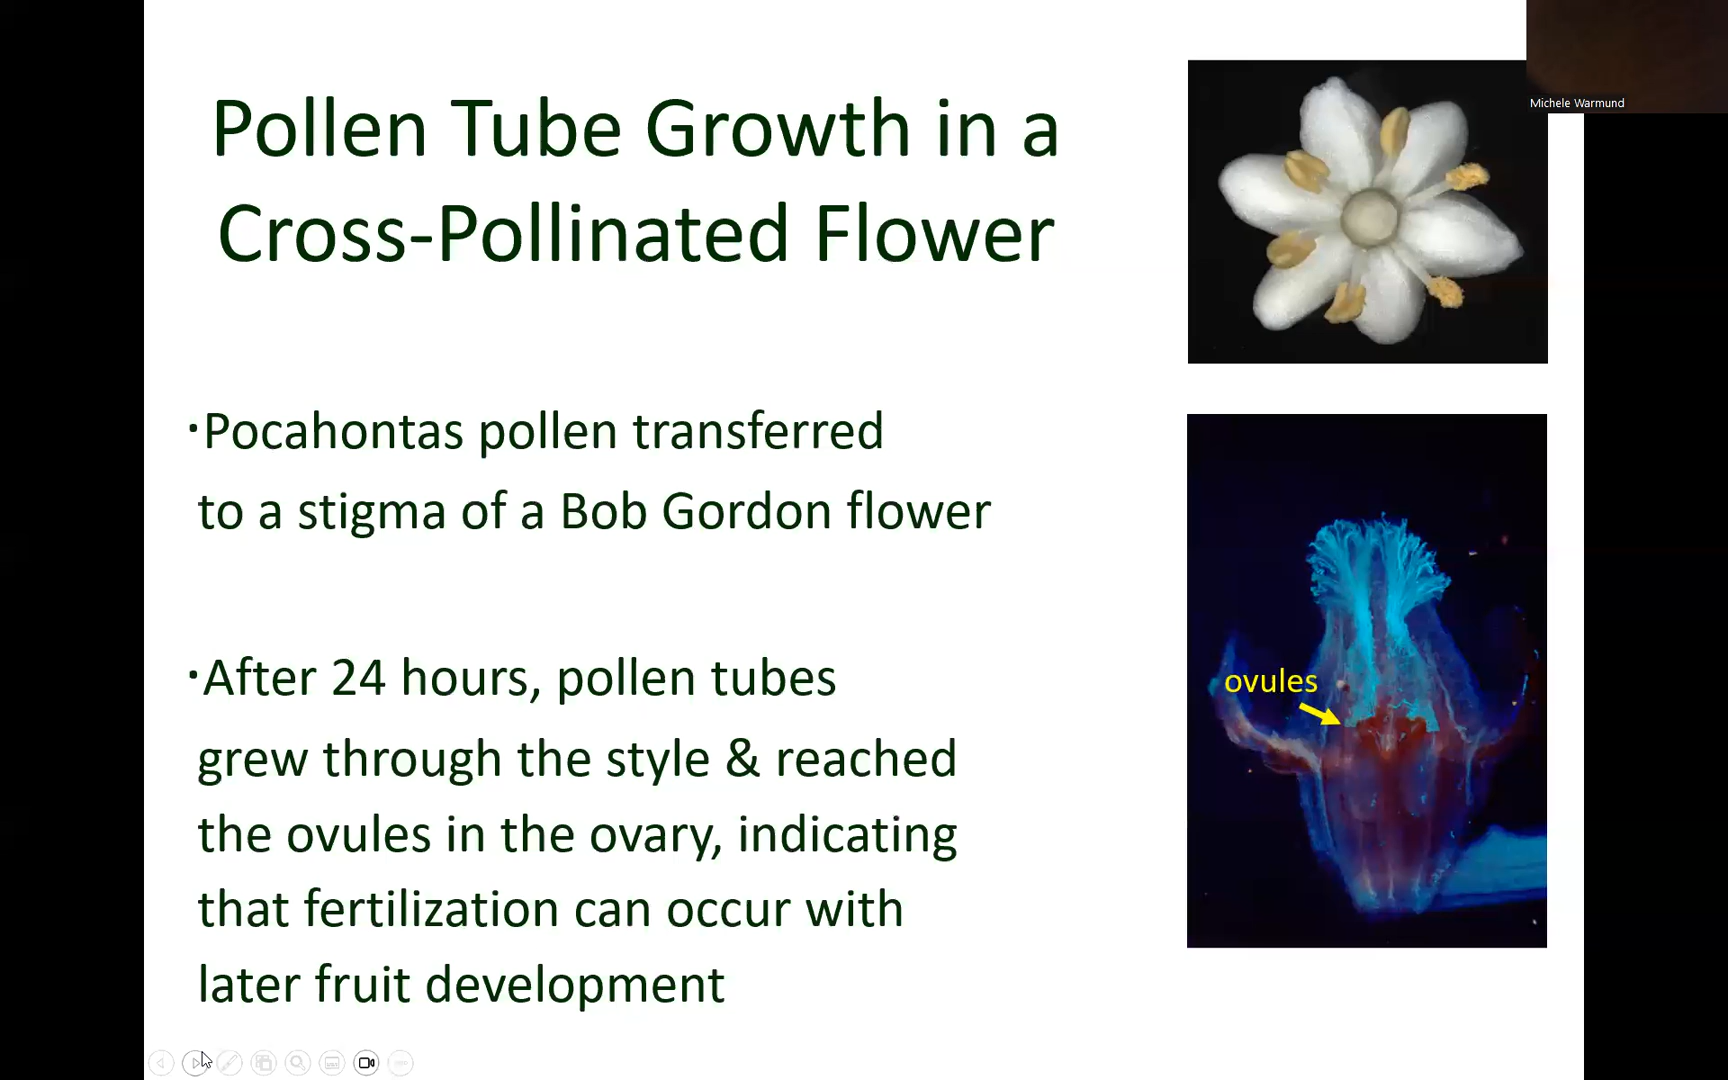 Pollen Tube Growth in a
Cross-Pollinated Flower
Michele Warmund
·Pocahontas pollen transferred
to a stigma of a Bob Gordon flower
·After 24 hours, pollen tubes
grew through the style & reached
the ovules in the ovary, indicating
that fertilization can occur with
later fruit development
ovules